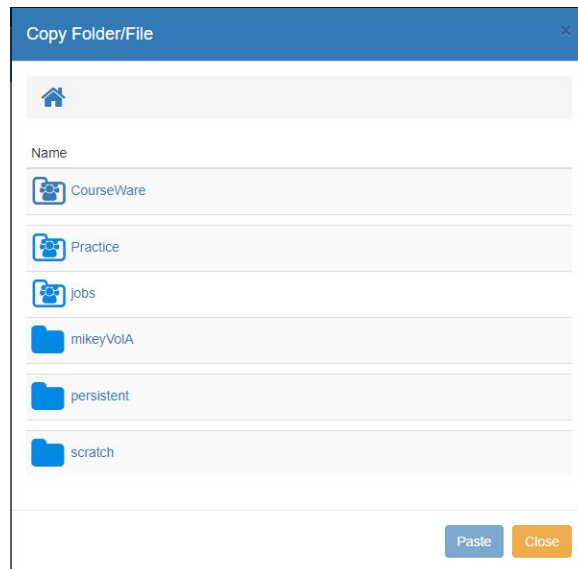 Copy Folder/File
×
Name
CourseWare
Practice
jobs
mikeyVolA
persistent
scratch
Paste Close